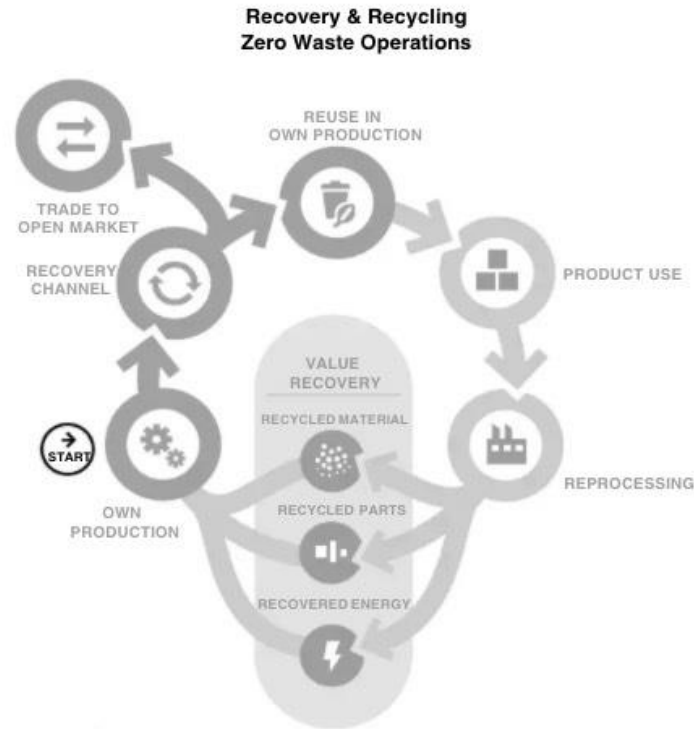 Recovery & Recycling
Zero Waste Operations
REUSE IN
OWN PRODUCTION
TRADE TO
OPEN MARKET
RECOVERY
CHANNEL
PRODUCT USE
VALUE
RECOVERY
RECYCLED MATERIAL
START
REPROCESSING
OWN
PRODUCTION
RECYCLED PARTS
RECOVERED ENERGY